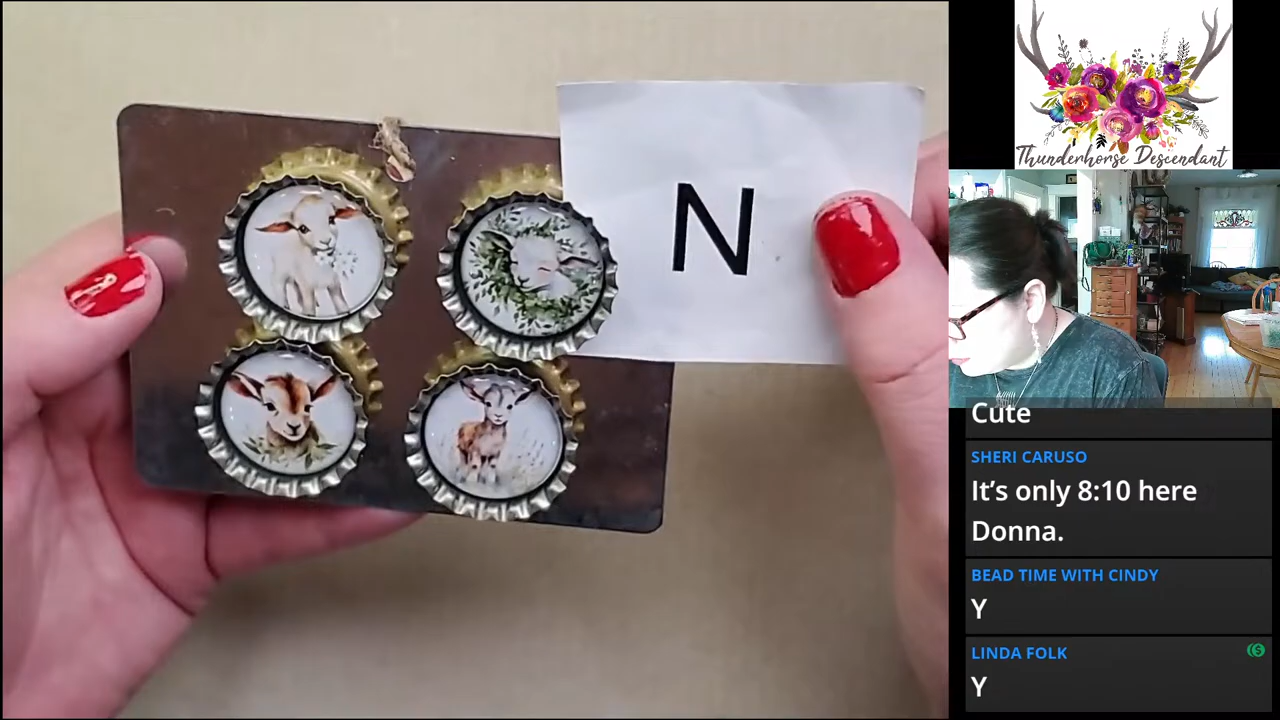 N
Thunderhorse Descendant
Cute
SHERI CARUSO
It's only 8:10 here
Donna.
BEAD TIME WITH CINDY
Y
LINDA FOLK
Y